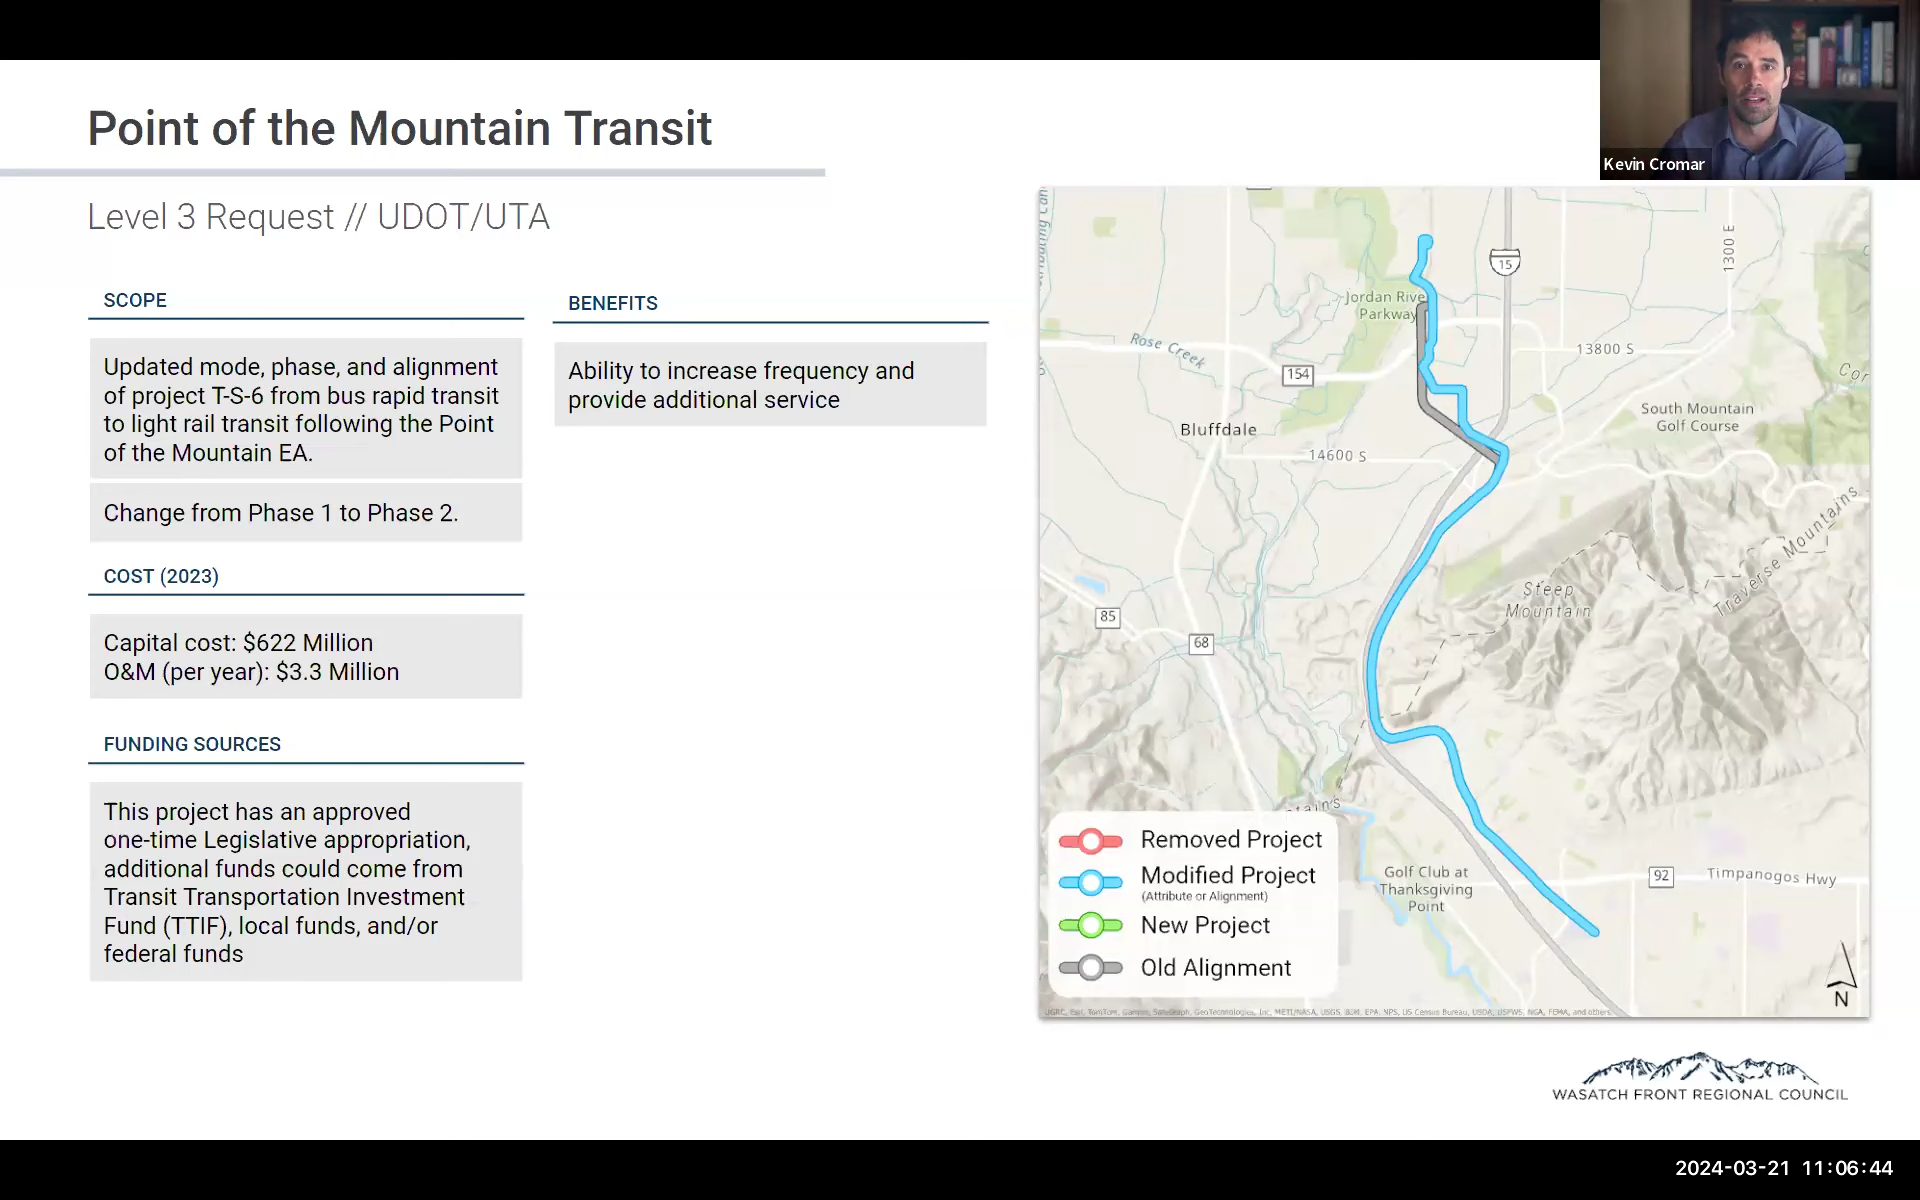 Point of the Mountain Transit
Level 3 Request // UDOT/UTA
SCOPE
Updated mode, phase, and alignment
of project T-S-6 from bus rapid transit
to light rail transit following the Point
of the Mountain EA.
Change from Phase 1 to Phase 2.
COST (2023)
Capital cost: $622 Million
O&M (per year): $3.3 Million
FUNDING SOURCES
This project has an approved
one-time Legislative appropriation,
additional funds could come from
Transit Transportation Investment
Fund (TTIF), local funds, and/or
federal funds
BENEFITS
Ability to increase frequency and
provide additional service
Kevin Cromar
15
1300 E
Jordan Rive
Parkway
Rose Creek
13800 S
154
South Mountain
Golf Course
Bluffdale
14600 S
Traverse Mountains
Steep
Mountain
85
68
Removed Project
Modified Project
(Attribute or Alignment)
New Project
Old Alignment
Golf Club at
Thanksgiving
Point
92
Timpanogos Hwy
N
WASATCH FRONT REGIONAL COUNCIL
2024-03-21 11:06:44